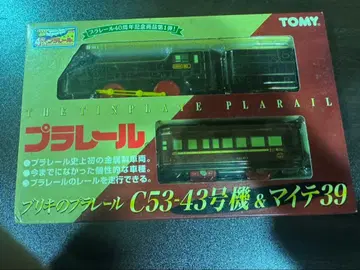 プラレール40周年記念商品第1弾!
TOMY
THE TINPLATE PLARAIL
プラレール
●プラレール史上初の金属製車両。
●今までになかった個性的な車種。
●プラレールのレールを走行できる。
ブリキのプラレール C53-43号機&マイテ39